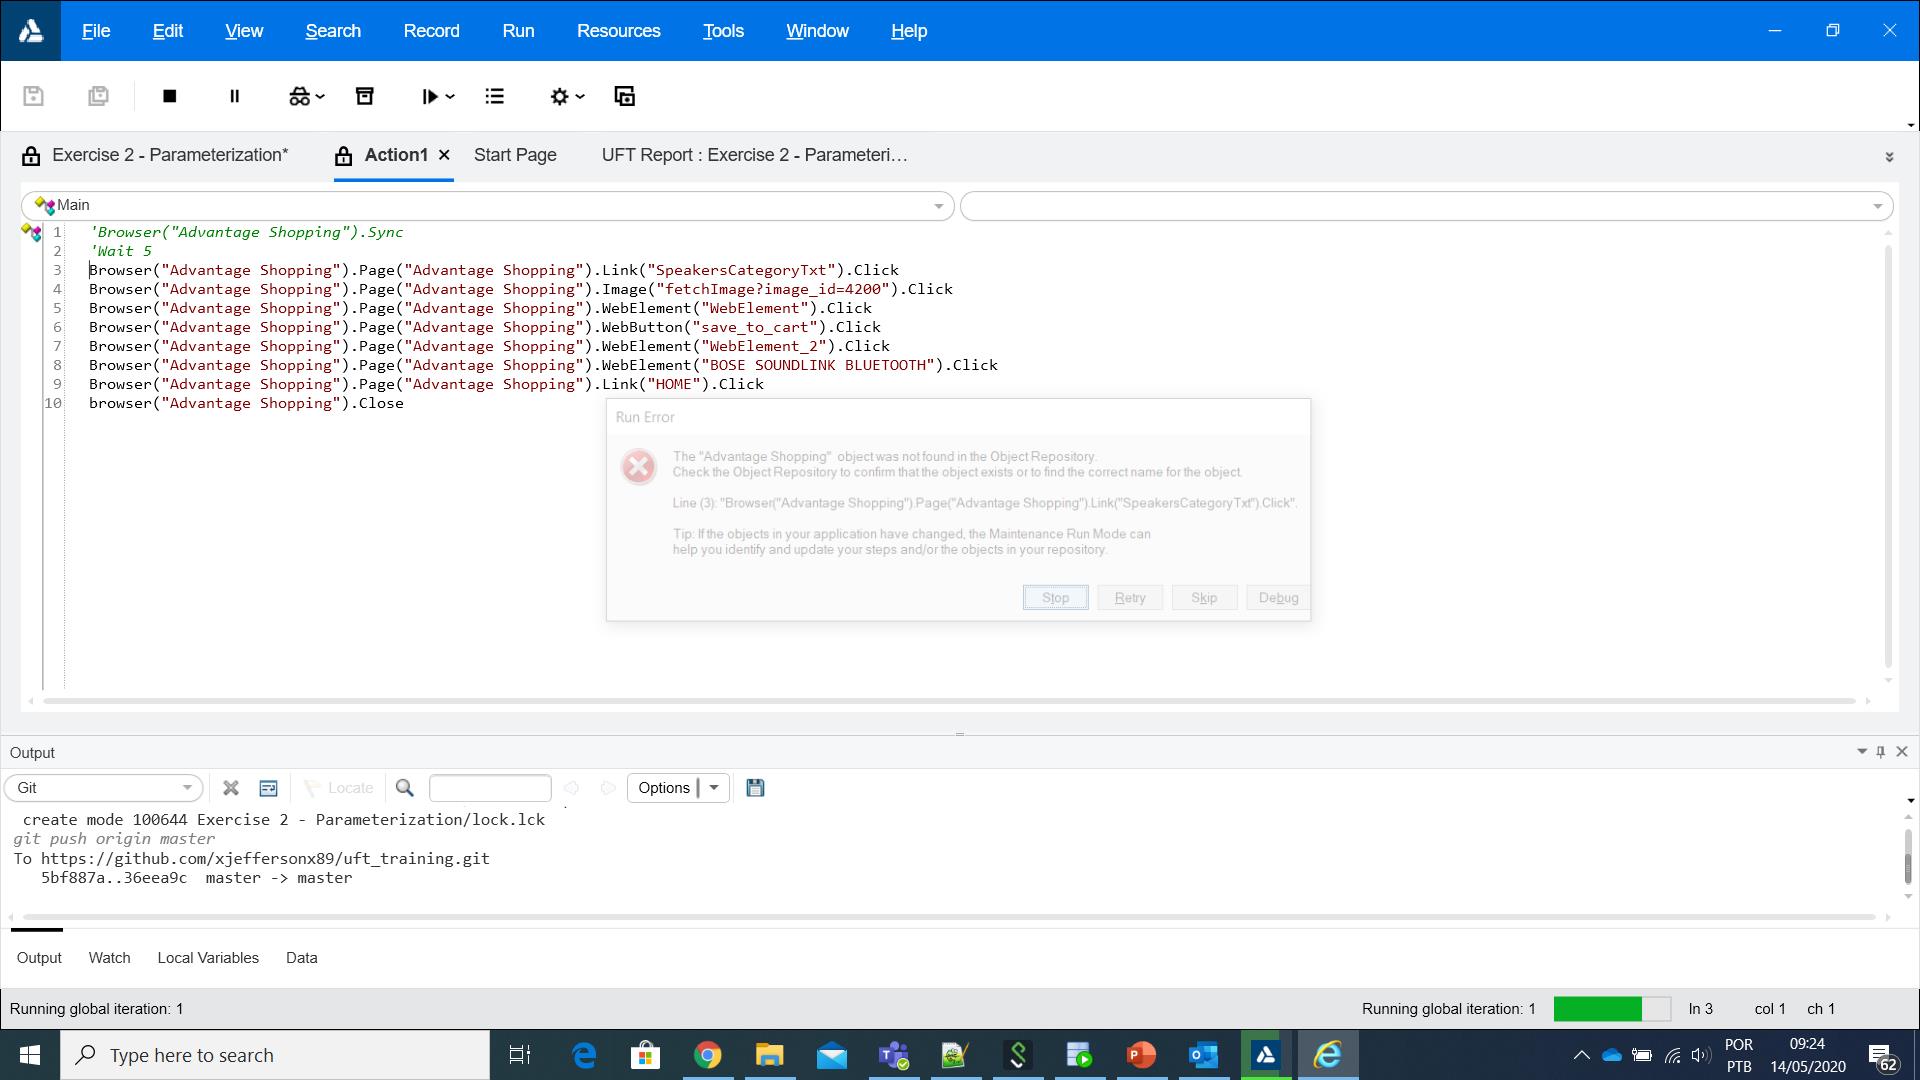 File Edit View Search Record Run Resources Tools Window Help
Exercise 2 - Parameterization* Action1 Start Page UFT Report : Exercise 2 - Parameteri...
Main
1 'Browser("Advantage Shopping").Sync
2 'Wait 5
3 Browser("Advantage Shopping").Page("Advantage Shopping").Link("SpeakersCategoryTxt").Click
4 Browser("Advantage Shopping").Page("Advantage Shopping").Image("fetchImage?image_id=4200").Click
5 Browser("Advantage Shopping").Page("Advantage Shopping").WebElement("WebElement").Click
6 Browser("Advantage Shopping").Page("Advantage Shopping").WebButton("save_to_cart").Click
7 Browser("Advantage Shopping").Page("Advantage Shopping").WebElement("WebElement_2").Click
8 Browser("Advantage Shopping").Page("Advantage Shopping").WebElement("BOSE SOUNDLINK BLUETOOTH").Click
9 Browser("Advantage Shopping").Page("Advantage Shopping").Link("HOME").Click
10 browser("Advantage Shopping").Close
Run Error
The "Advantage Shopping" object was not found in the Object Repository.
Check the Object Repository to confirm that the object exists or to find the correct name for the object.
Line (3): "Browser("Advantage Shopping").Page("Advantage Shopping").Link("SpeakersCategoryTxt").Click".
Tip: If the objects in your application have changed, the Maintenance Run Mode can
help you identify and update your steps and/or the objects in your repository.
Stop Retry Skip Debug
Output
Git Locate Options
create mode 100644 Exercise 2 - Parameterization/lock.lck
git push origin master
To https://github.com/xjeffersonx89/uft_training.git
5bf887a..36eea9c master -> master
Output Watch Local Variables Data
Running global iteration: 1 Running global iteration: 1 ln 3 col 1 ch 1
Type here to search
POR
PTB
09:24
14/05/2020
62